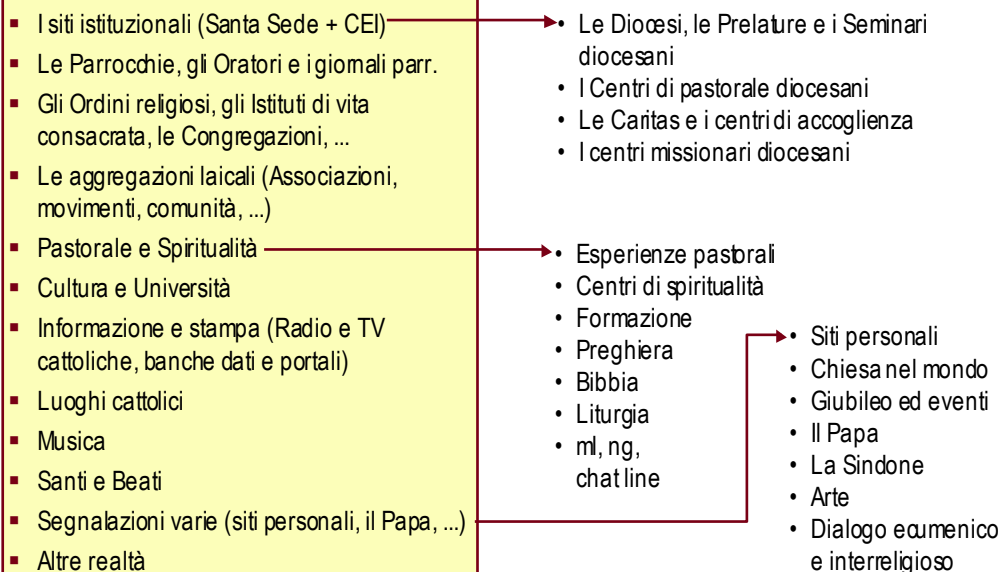 ▪ I siti istituzionali (Santa Sede + CEI)
▪ Le Parrocchie, gli Oratori e i giornali parr.
▪ Gli Ordini religiosi, gli Istituti di vita
consacrata, le Congregazioni, ...
▪ Le aggregazioni laicali (Associazioni,
movimenti, comunità, ...)
▪ Pastorale e Spiritualità
▪ Cultura e Università
▪ Informazione e stampa (Radio e TV
cattoliche, banche dati e portali)
▪ Luoghi cattolici
▪ Musica
▪ Santi e Beati
▪ Segnalazioni varie (siti personali, il Papa, ...)
▪ Altre realtà
• Le Diocesi, le Prelature e i Seminari
diocesani
• I Centri di pastorale diocesani
• Le Caritas e i centri di accoglienza
• I centri missionari diocesani
• Esperienze pastorali
• Centri di spiritualità
• Formazione
• Preghiera
• Bibbia
• Liturgia
• ml, ng,
chat line
• Siti personali
• Chiesa nel mondo
• Giubileo ed eventi
• Il Papa
• La Sindone
• Arte
• Dialogo ecumenico
e interreligioso